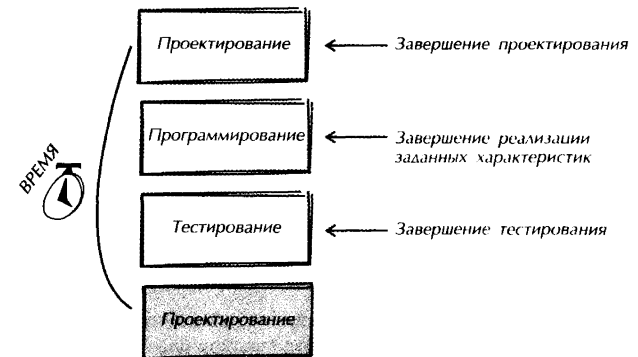 Проектирование
Завершение проектирования
Программирование
Завершение реализации
заданных характеристик
ВРЕМЯ
Тестирование
Завершение тестирования
Проектирование